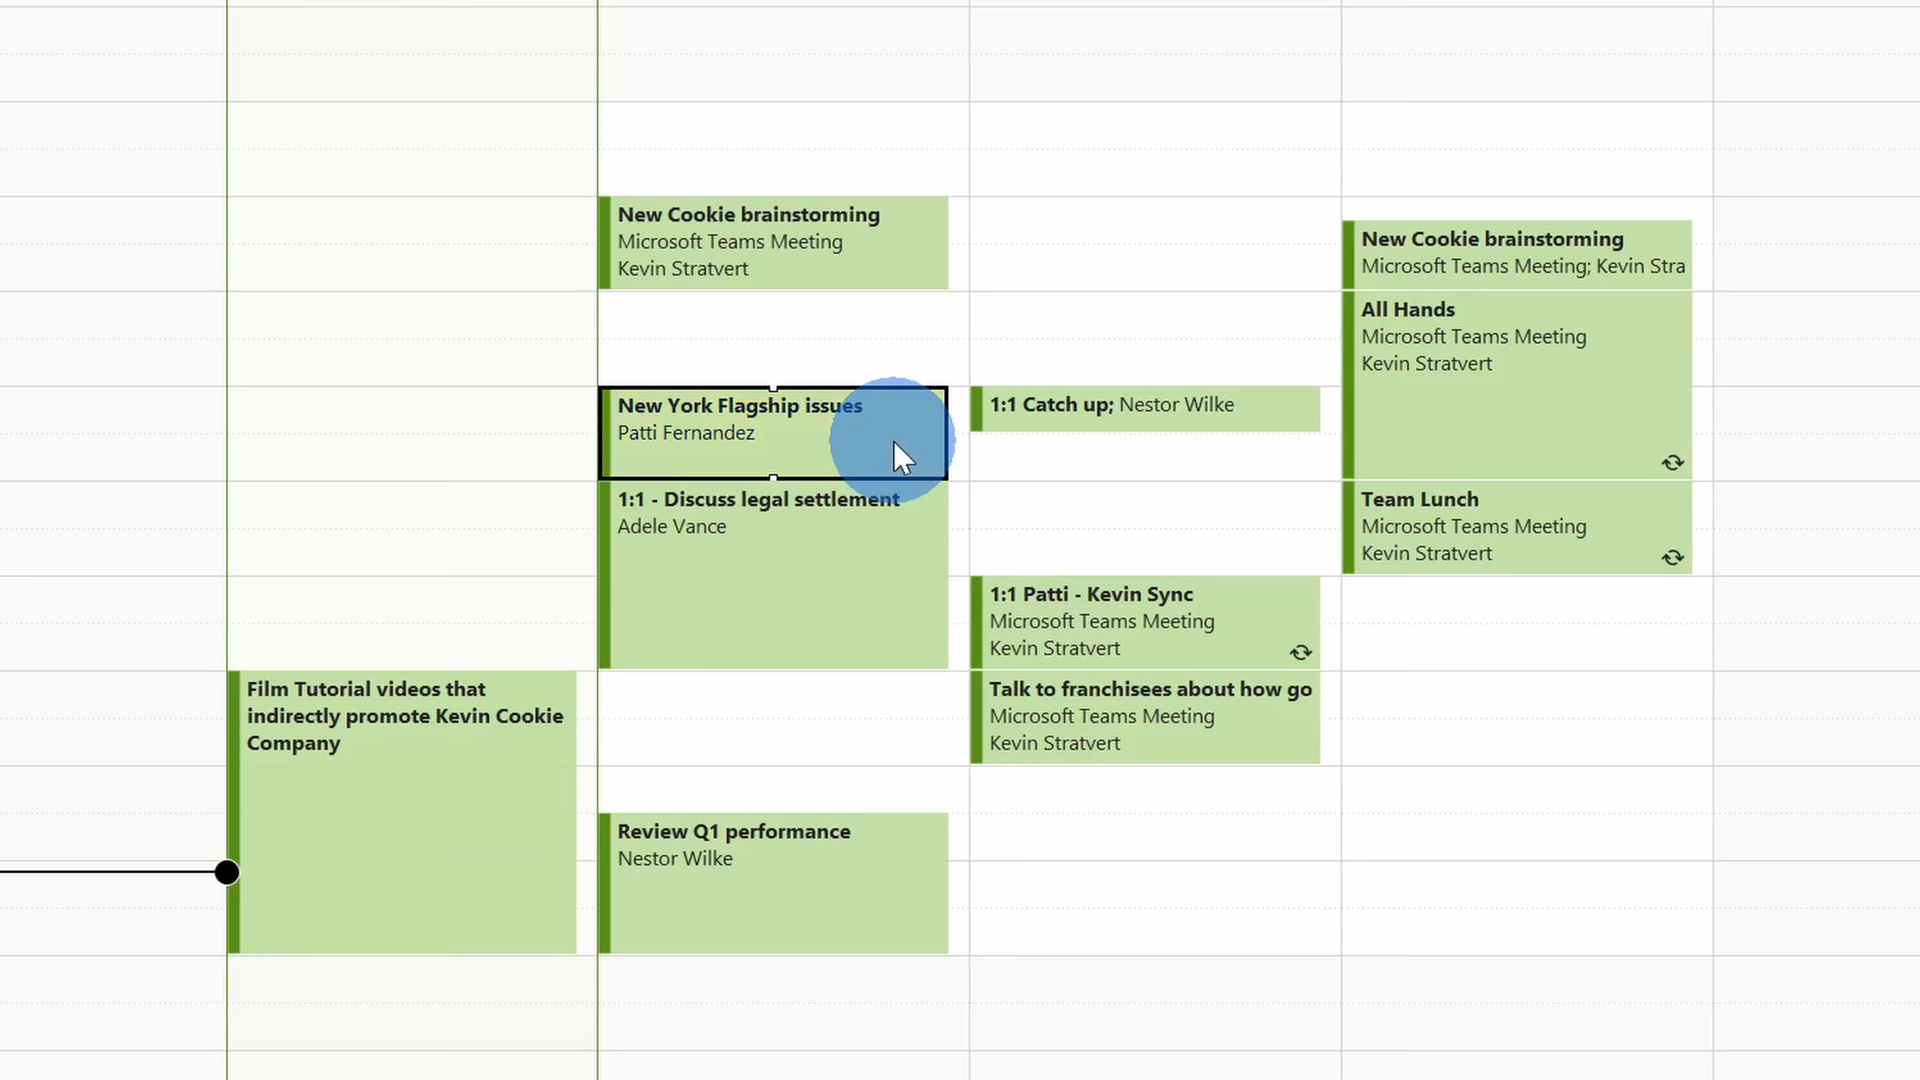 New Cookie brainstorming
Microsoft Teams Meeting
Kevin Stratvert
New York Flagship issues
Patti Fernandez
1:1 - Discuss legal settlement
Adele Vance
Film Tutorial videos that
indirectly promote Kevin Cookie
Company
Review Q1 performance
Nestor Wilke
1:1 Catch up; Nestor Wilke
1:1 Patti - Kevin Sync
Microsoft Teams Meeting
Kevin Stratvert
Talk to franchisees about how go
Microsoft Teams Meeting
Kevin Stratvert
New Cookie brainstorming
Microsoft Teams Meeting; Kevin Stra
All Hands
Microsoft Teams Meeting
Kevin Stratvert
Team Lunch
Microsoft Teams Meeting
Kevin Stratvert